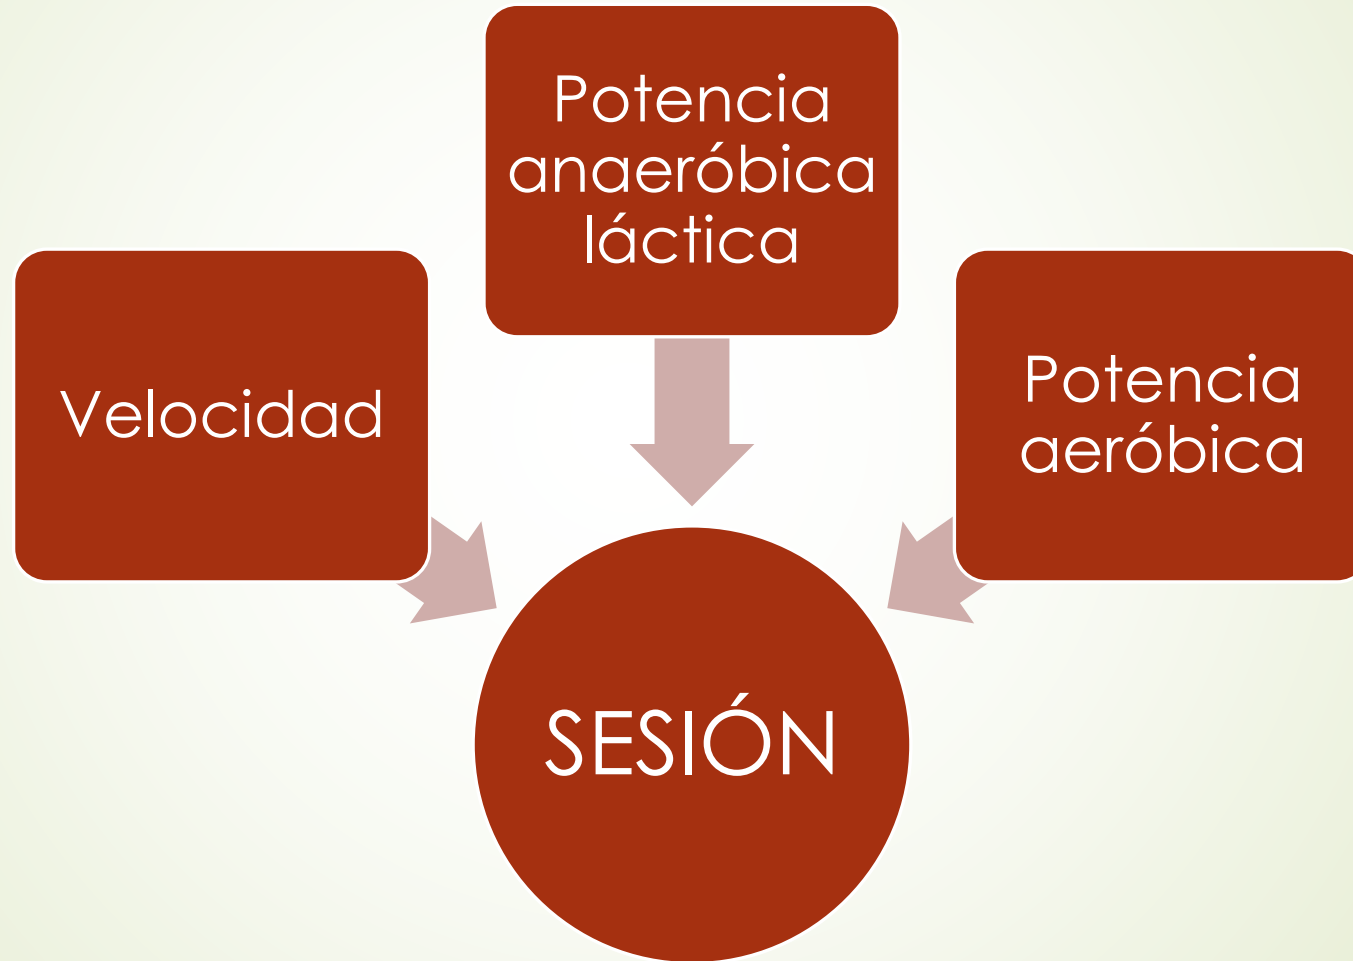 Potencia
anaeróbica
láctica
Velocidad
Potencia
aeróbica
SESIÓN